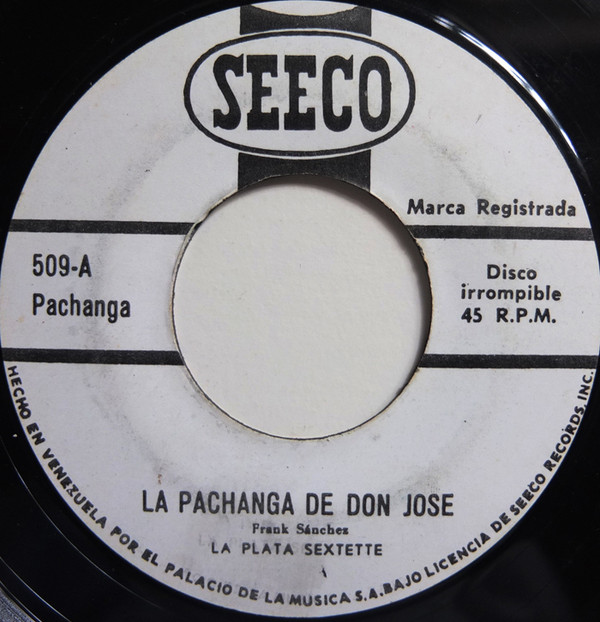 SEECO
Marca Registrada
509-A
Pachanga
Disco
irrompible
45 R.P.M.
LA PACHANGA DE DON JOSE
Frank Sánchez
LA PLATA SEXTETTE
HECHO EN VENEZUELA POR EL PALACIO DE LA MUSICA S.A. BAJO LICENCIA DE SEECO RECORDS, INC.